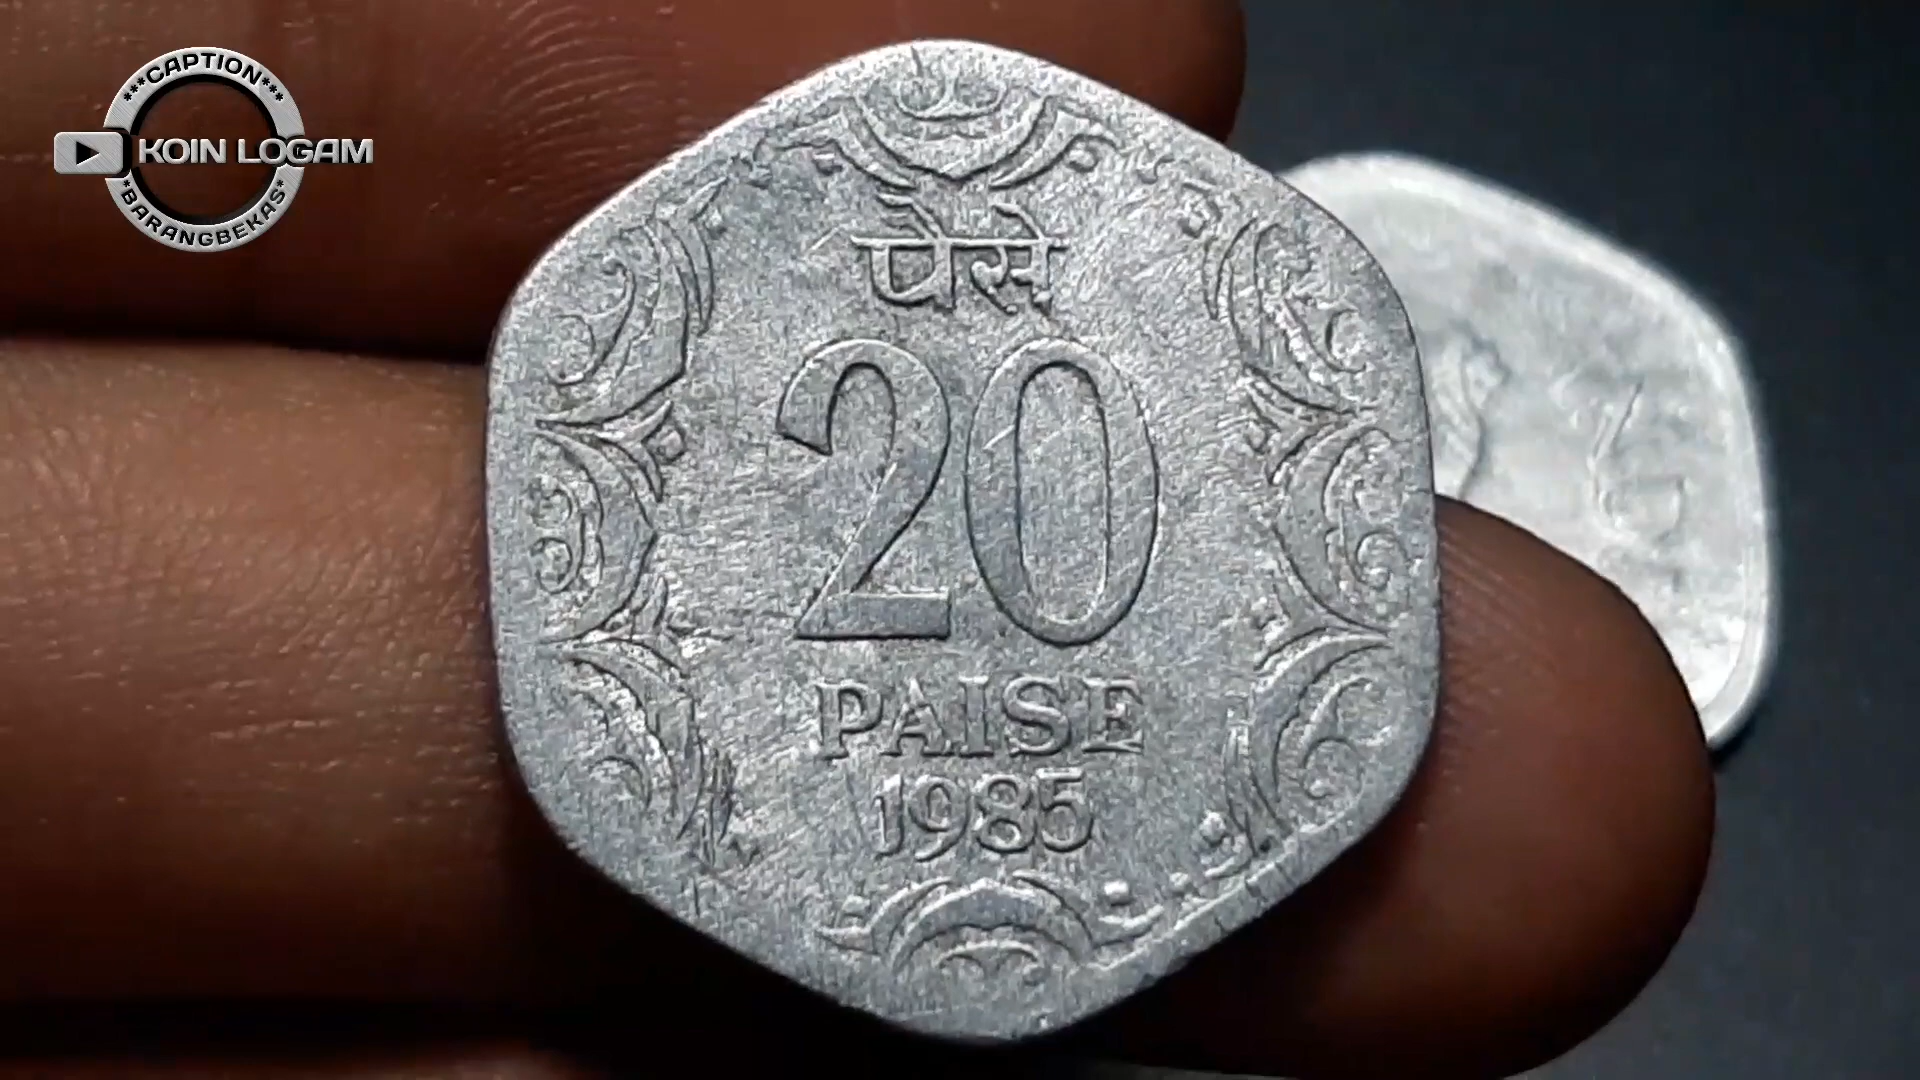 ***CAPTION***
KOIN LOGAM
*BARANGBEKAS*
पैसे
20
PAISE
1985